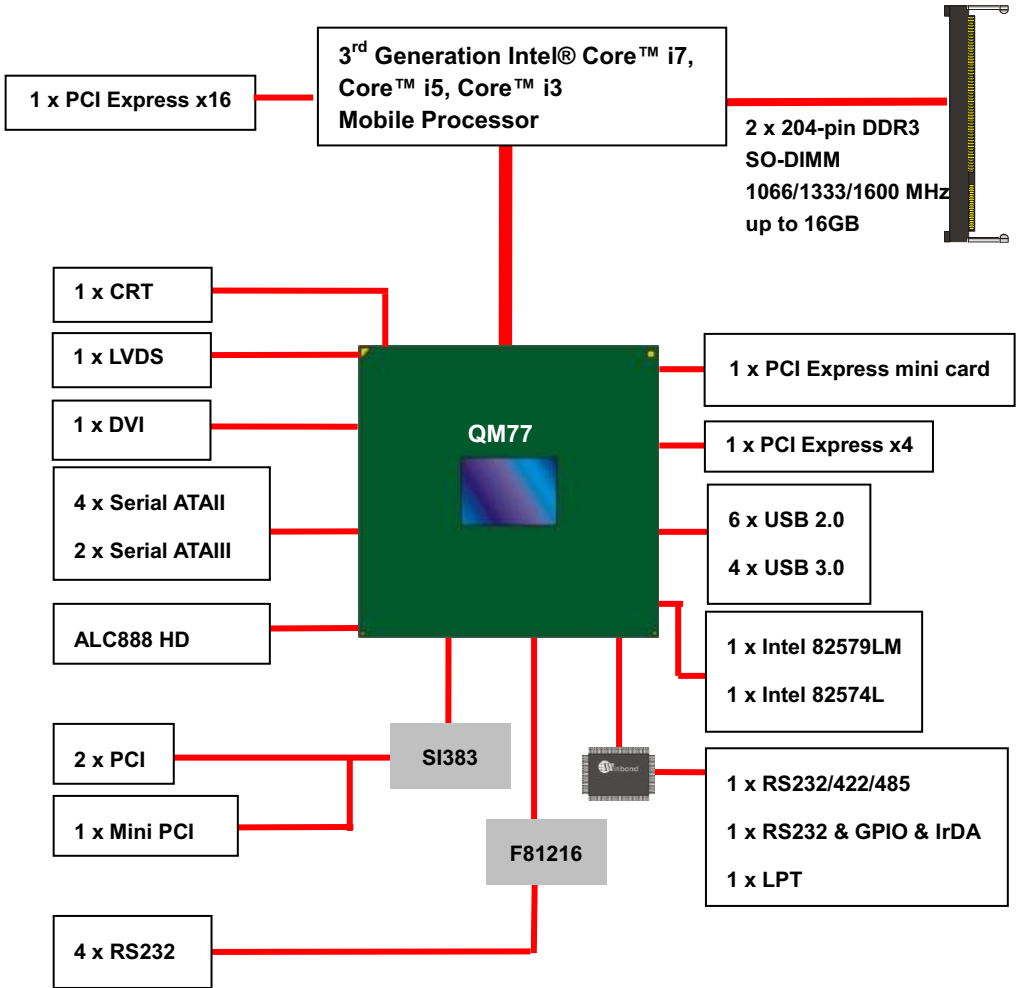 3rd Generation Intel® Core™ i7,
Core™ i5, Core™ i3
Mobile Processor
1 x PCI Express x16
2 x 204-pin DDR3
SO-DIMM
1066/1333/1600 MHz
up to 16GB
1 x CRT
1 x LVDS
1 x DVI
4 x Serial ATAII
2 x Serial ATAIII
ALC888 HD
QM77
1 x PCI Express mini card
1 x PCI Express x4
6 x USB 2.0
4 x USB 3.0
1 x Intel 82579LM
1 x Intel 82574L
2 x PCI
1 x Mini PCI
SI383
Winbond
1 x RS232/422/485
1 x RS232 & GPIO & IrDA
1 x LPT
F81216
4 x RS232